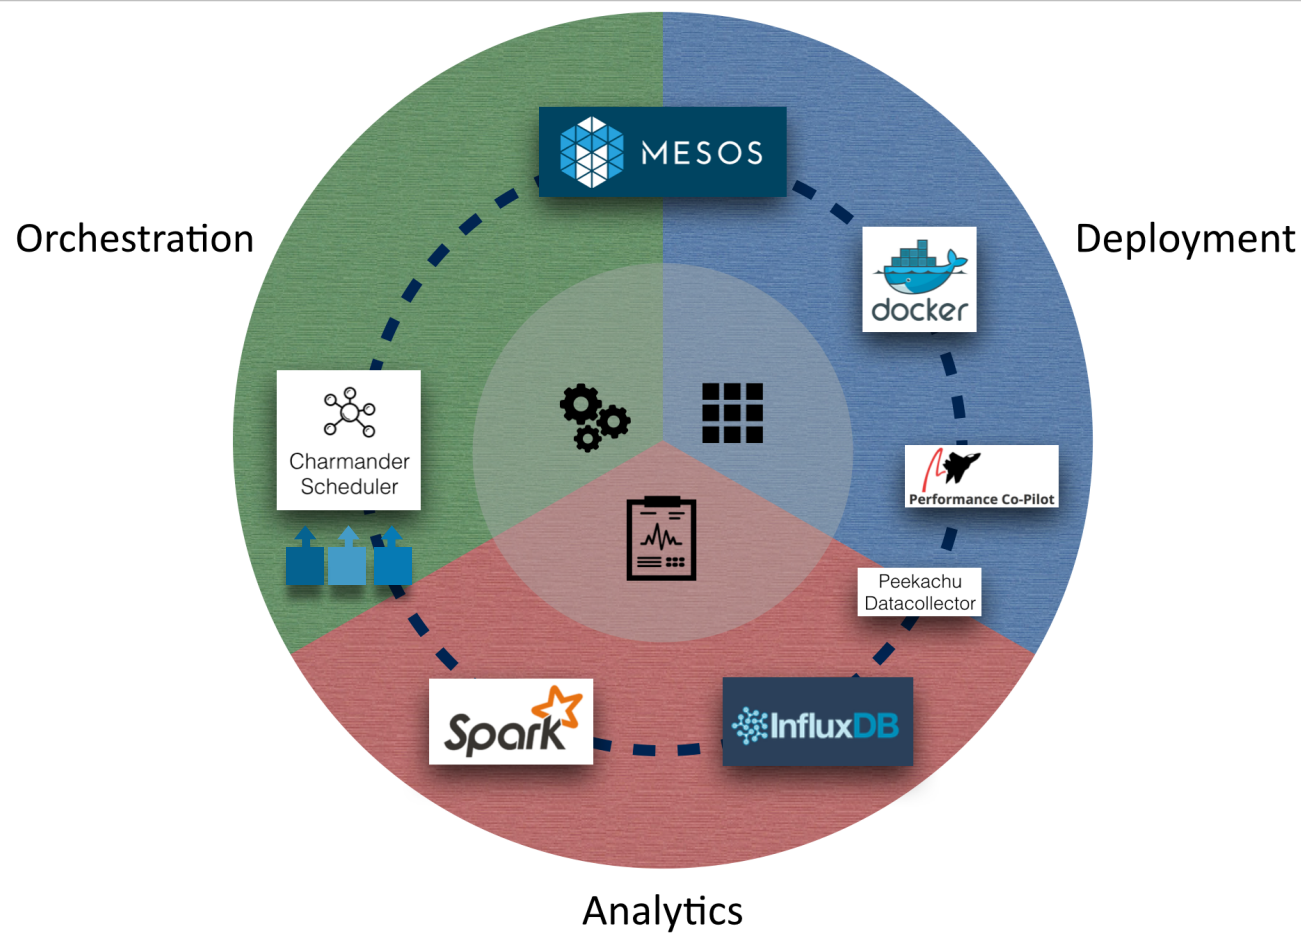 MESOS
Orchestration
Deployment
docker
Charmander
Scheduler
Performance Co-Pilot
Peekachu
Datacollector
Spark
InfluxDB
Analytics